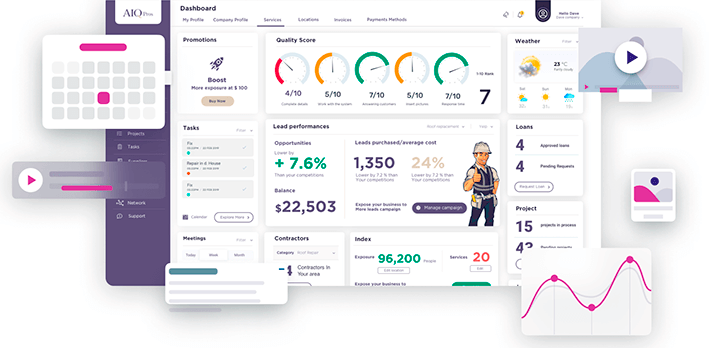 AIO Pros
Dashboard
My Profile
Company Profile
Services
Locations
Invoices
Payments Methods
Hello Dave
Promotions
Boost
More exposure at $ 100
Buy Now
Quality Score
4/10
Complete details
5/10
Work with the system
7/10
Answering customers
5/10
Insert pictures
7/10
Response time
1-10 Rank
7
Weather
Filter
23 °C
Partly cloudy
Sat
Sun
Mon
Projects
Tasks
Network
Support
Tasks
Filter
Fix
Repair in d. House
Fix
Calendar
Explore More
Lead performances
Roof replacement
Year
Opportunities
Lower by
+ 7.6%
Than your competitions
Balance
$22,503
Leads purchased/average cost
1,350
Lower by 7.2 % than
Your competitions
24%
Lower by 7.2 % Than
Your competitions
Expose your business to
More leads campaign
Manage campaign
Loans
4
Approved loans
4
Pending Requests
Request Loan
Project
15
projects in process
43
Pending projects
Meetings
Filter
Today
Week
Month
Contractors
Category
Roof Repair
4
Contractors in
Your area
Index
Exposure
96,200
People
Edit search
Services
20
Edit
Expose your business to